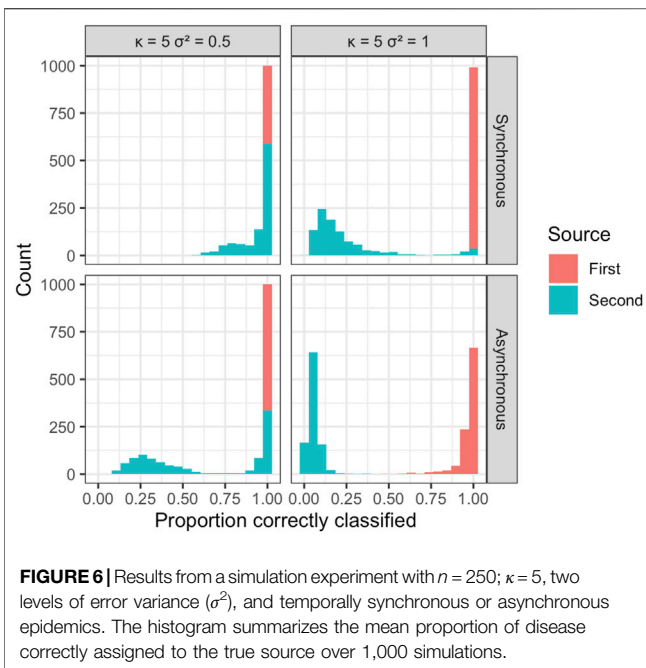 κ = 5 σ² = 0.5
κ = 5 σ² = 1
1000
750
500
250
0
Synchronous
1000
750
500
250
0
Asynchronous
Count
0.00 0.25 0.50 0.75 1.00
0.00 0.25 0.50 0.75 1.00
Proportion correctly classified
Source
First
Second
FIGURE 6 | Results from a simulation experiment with n = 250; κ = 5, two
levels of error variance (σ²), and temporally synchronous or asynchronous
epidemics. The histogram summarizes the mean proportion of disease
correctly assigned to the true source over 1,000 simulations.